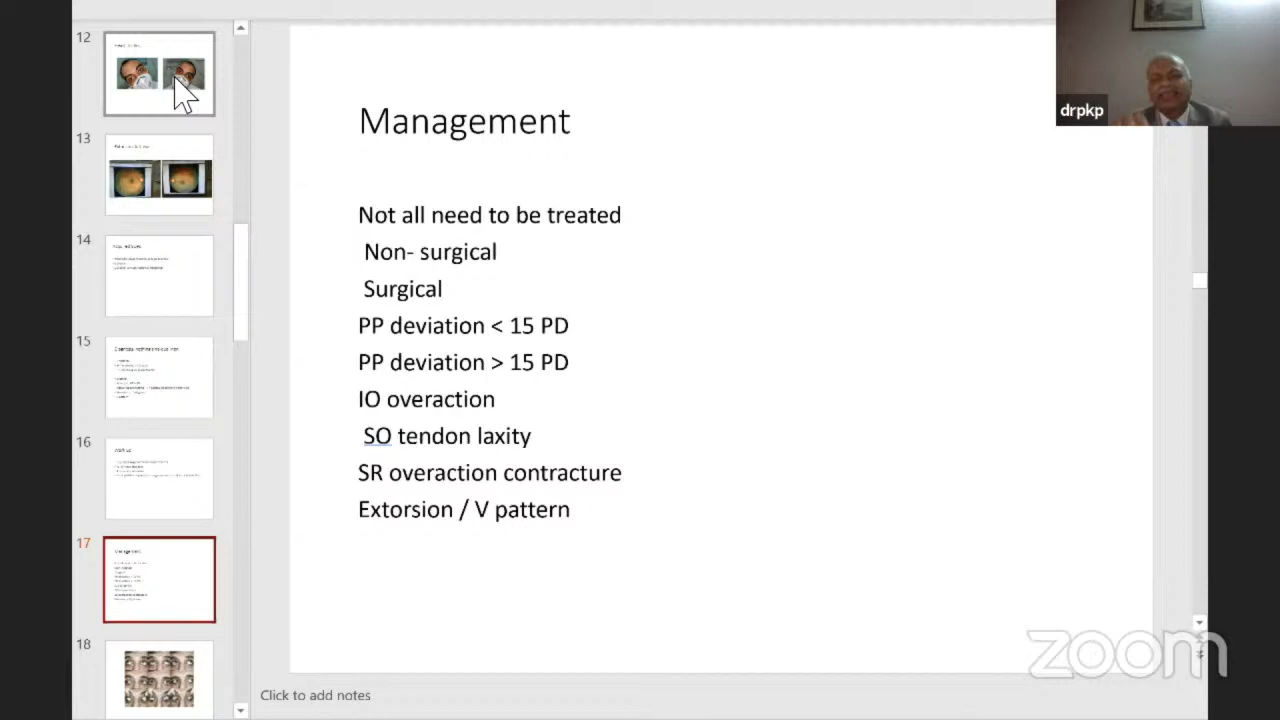 12
13
14
15
16
17
18
Management
Not all need to be treated
Non- surgical
Surgical
PP deviation < 15 PD
PP deviation > 15 PD
IO overaction
SO tendon laxity
SR overaction contracture
Extorsion / V pattern
Click to add notes
drpkp
zoom